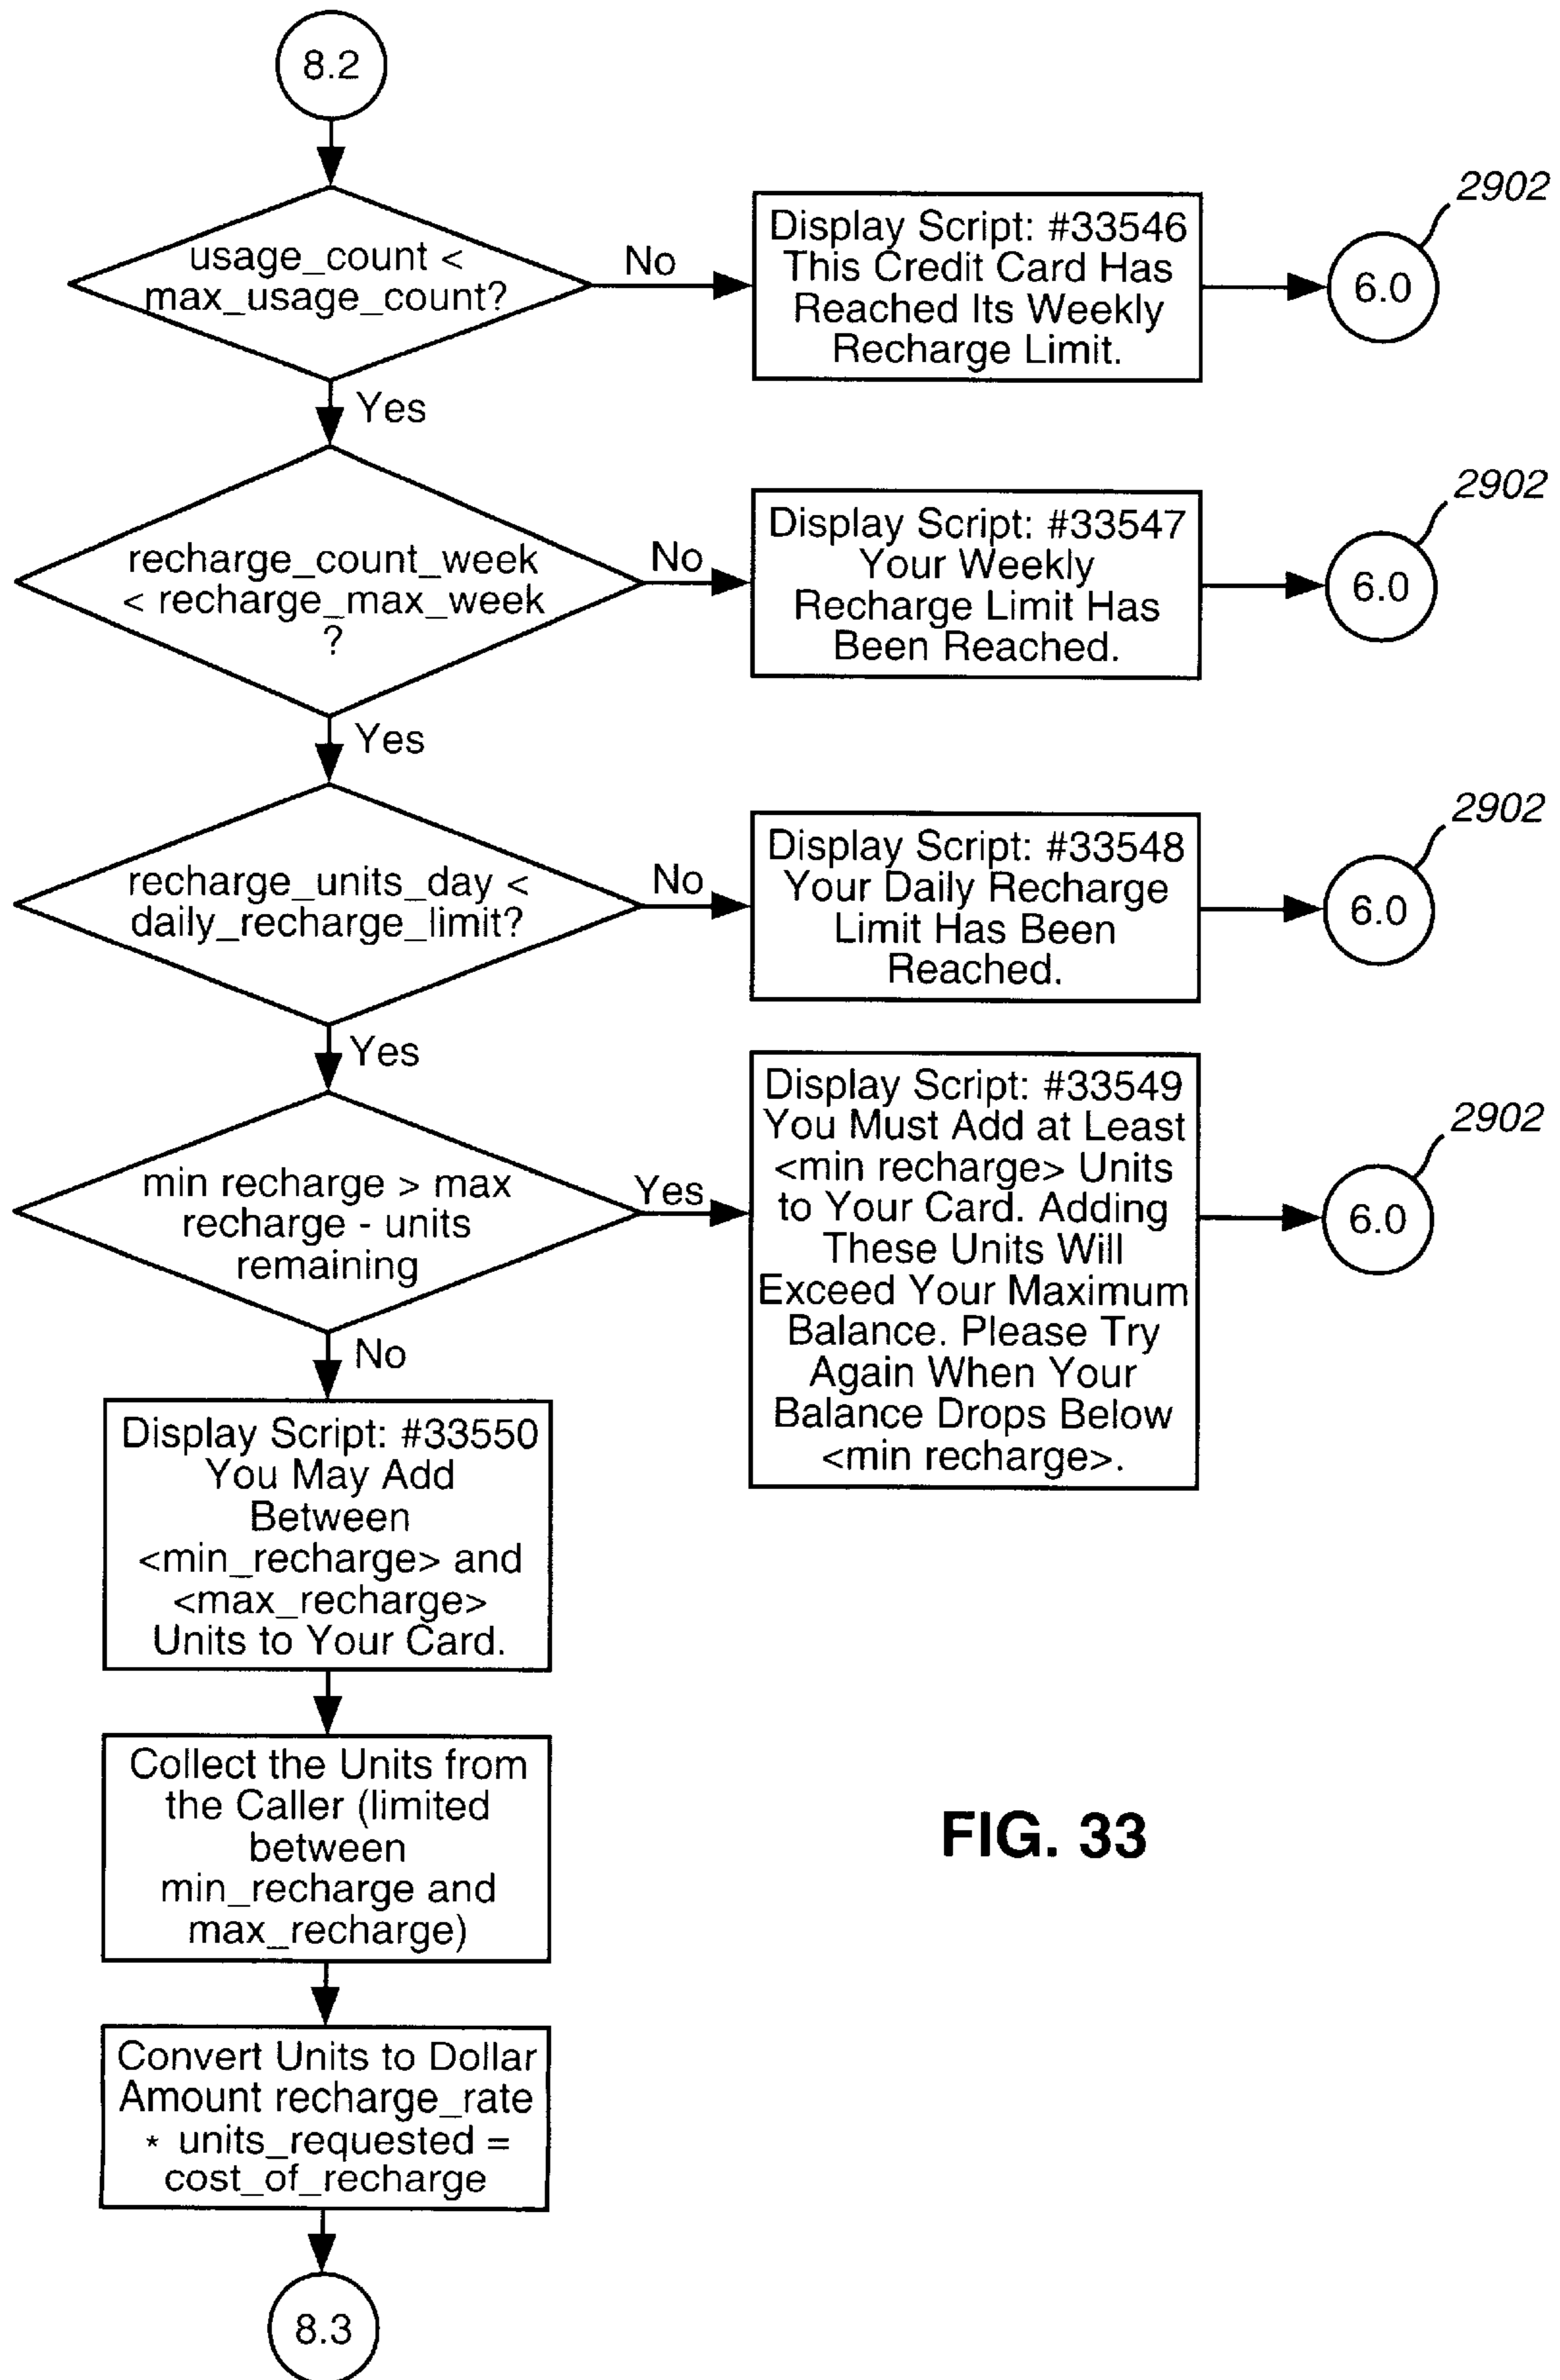 8.2
usage_count <
max_usage_count?
No
Display Script: #33546
This Credit Card Has
Reached Its Weekly
Recharge Limit.
2902
6.0
Yes
recharge_count_week
< recharge_max_week
?
No
Display Script: #33547
Your Weekly
Recharge Limit Has
Been Reached.
2902
6.0
Yes
recharge_units_day <
daily_recharge_limit?
No
Display Script: #33548
Your Daily Recharge
Limit Has Been
Reached.
2902
6.0
Yes
min recharge > max
recharge - units
remaining
Yes
Display Script: #33549
You Must Add at Least
<min recharge> Units
to Your Card. Adding
These Units Will
Exceed Your Maximum
Balance. Please Try
Again When Your
Balance Drops Below
<min recharge>.
2902
6.0
No
Display Script: #33550
You May Add
Between
<min_recharge> and
<max_recharge>
Units to Your Card.
Collect the Units from
the Caller (limited
between
min_recharge and
max_recharge)
Convert Units to Dollar
Amount recharge_rate
* units_requested =
cost_of_recharge
8.3
FIG. 33